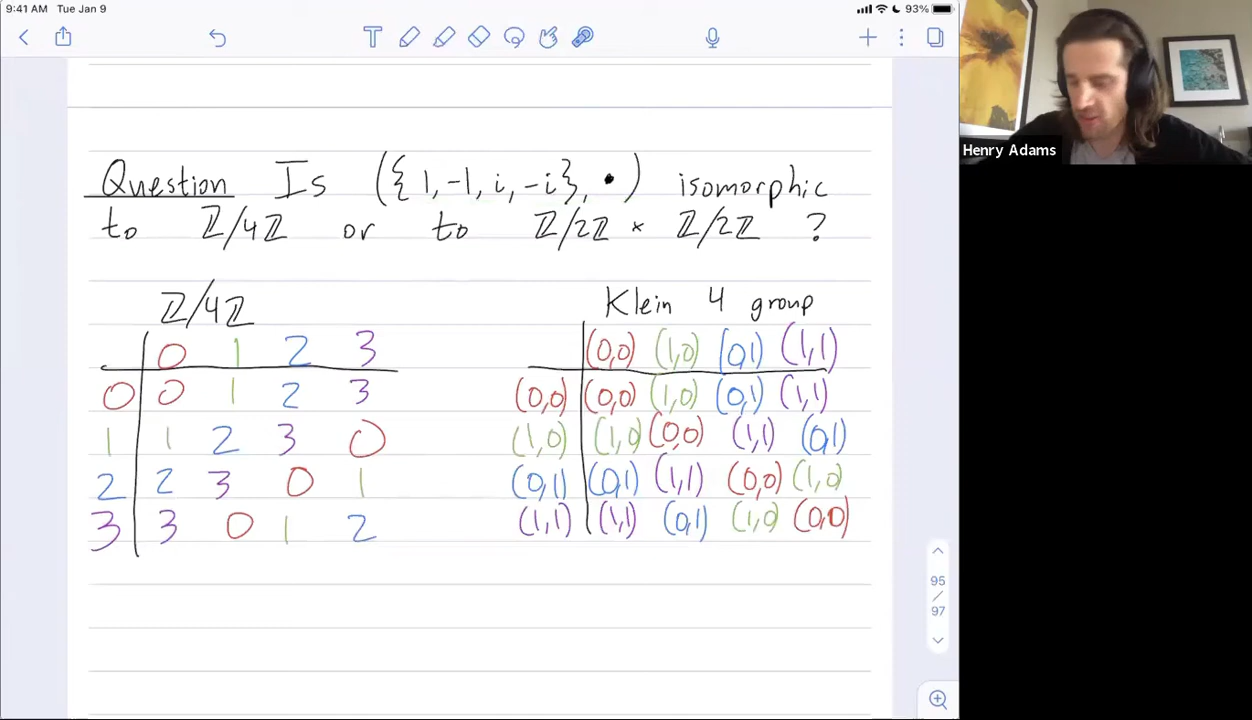 9:41 AM Tue Jan 9
93%
Question Is ({1, -1, i, -i}, •) isomorphic
to ℤ/4ℤ or to ℤ/2ℤ × ℤ/2ℤ ?
ℤ/4ℤ
0 1 2 3
0 0 1 2 3
1 1 2 3 0
2 2 3 0 1
3 3 0 1 2
Klein 4 group
(0,0) (1,0) (0,1) (1,1)
(0,0) (0,0) (1,0) (0,1) (1,1)
(1,0) (1,0) (0,0) (1,1) (0,1)
(0,1) (0,1) (1,1) (0,0) (1,0)
(1,1) (1,1) (0,1) (1,0) (0,0)
95
/
97
Henry Adams